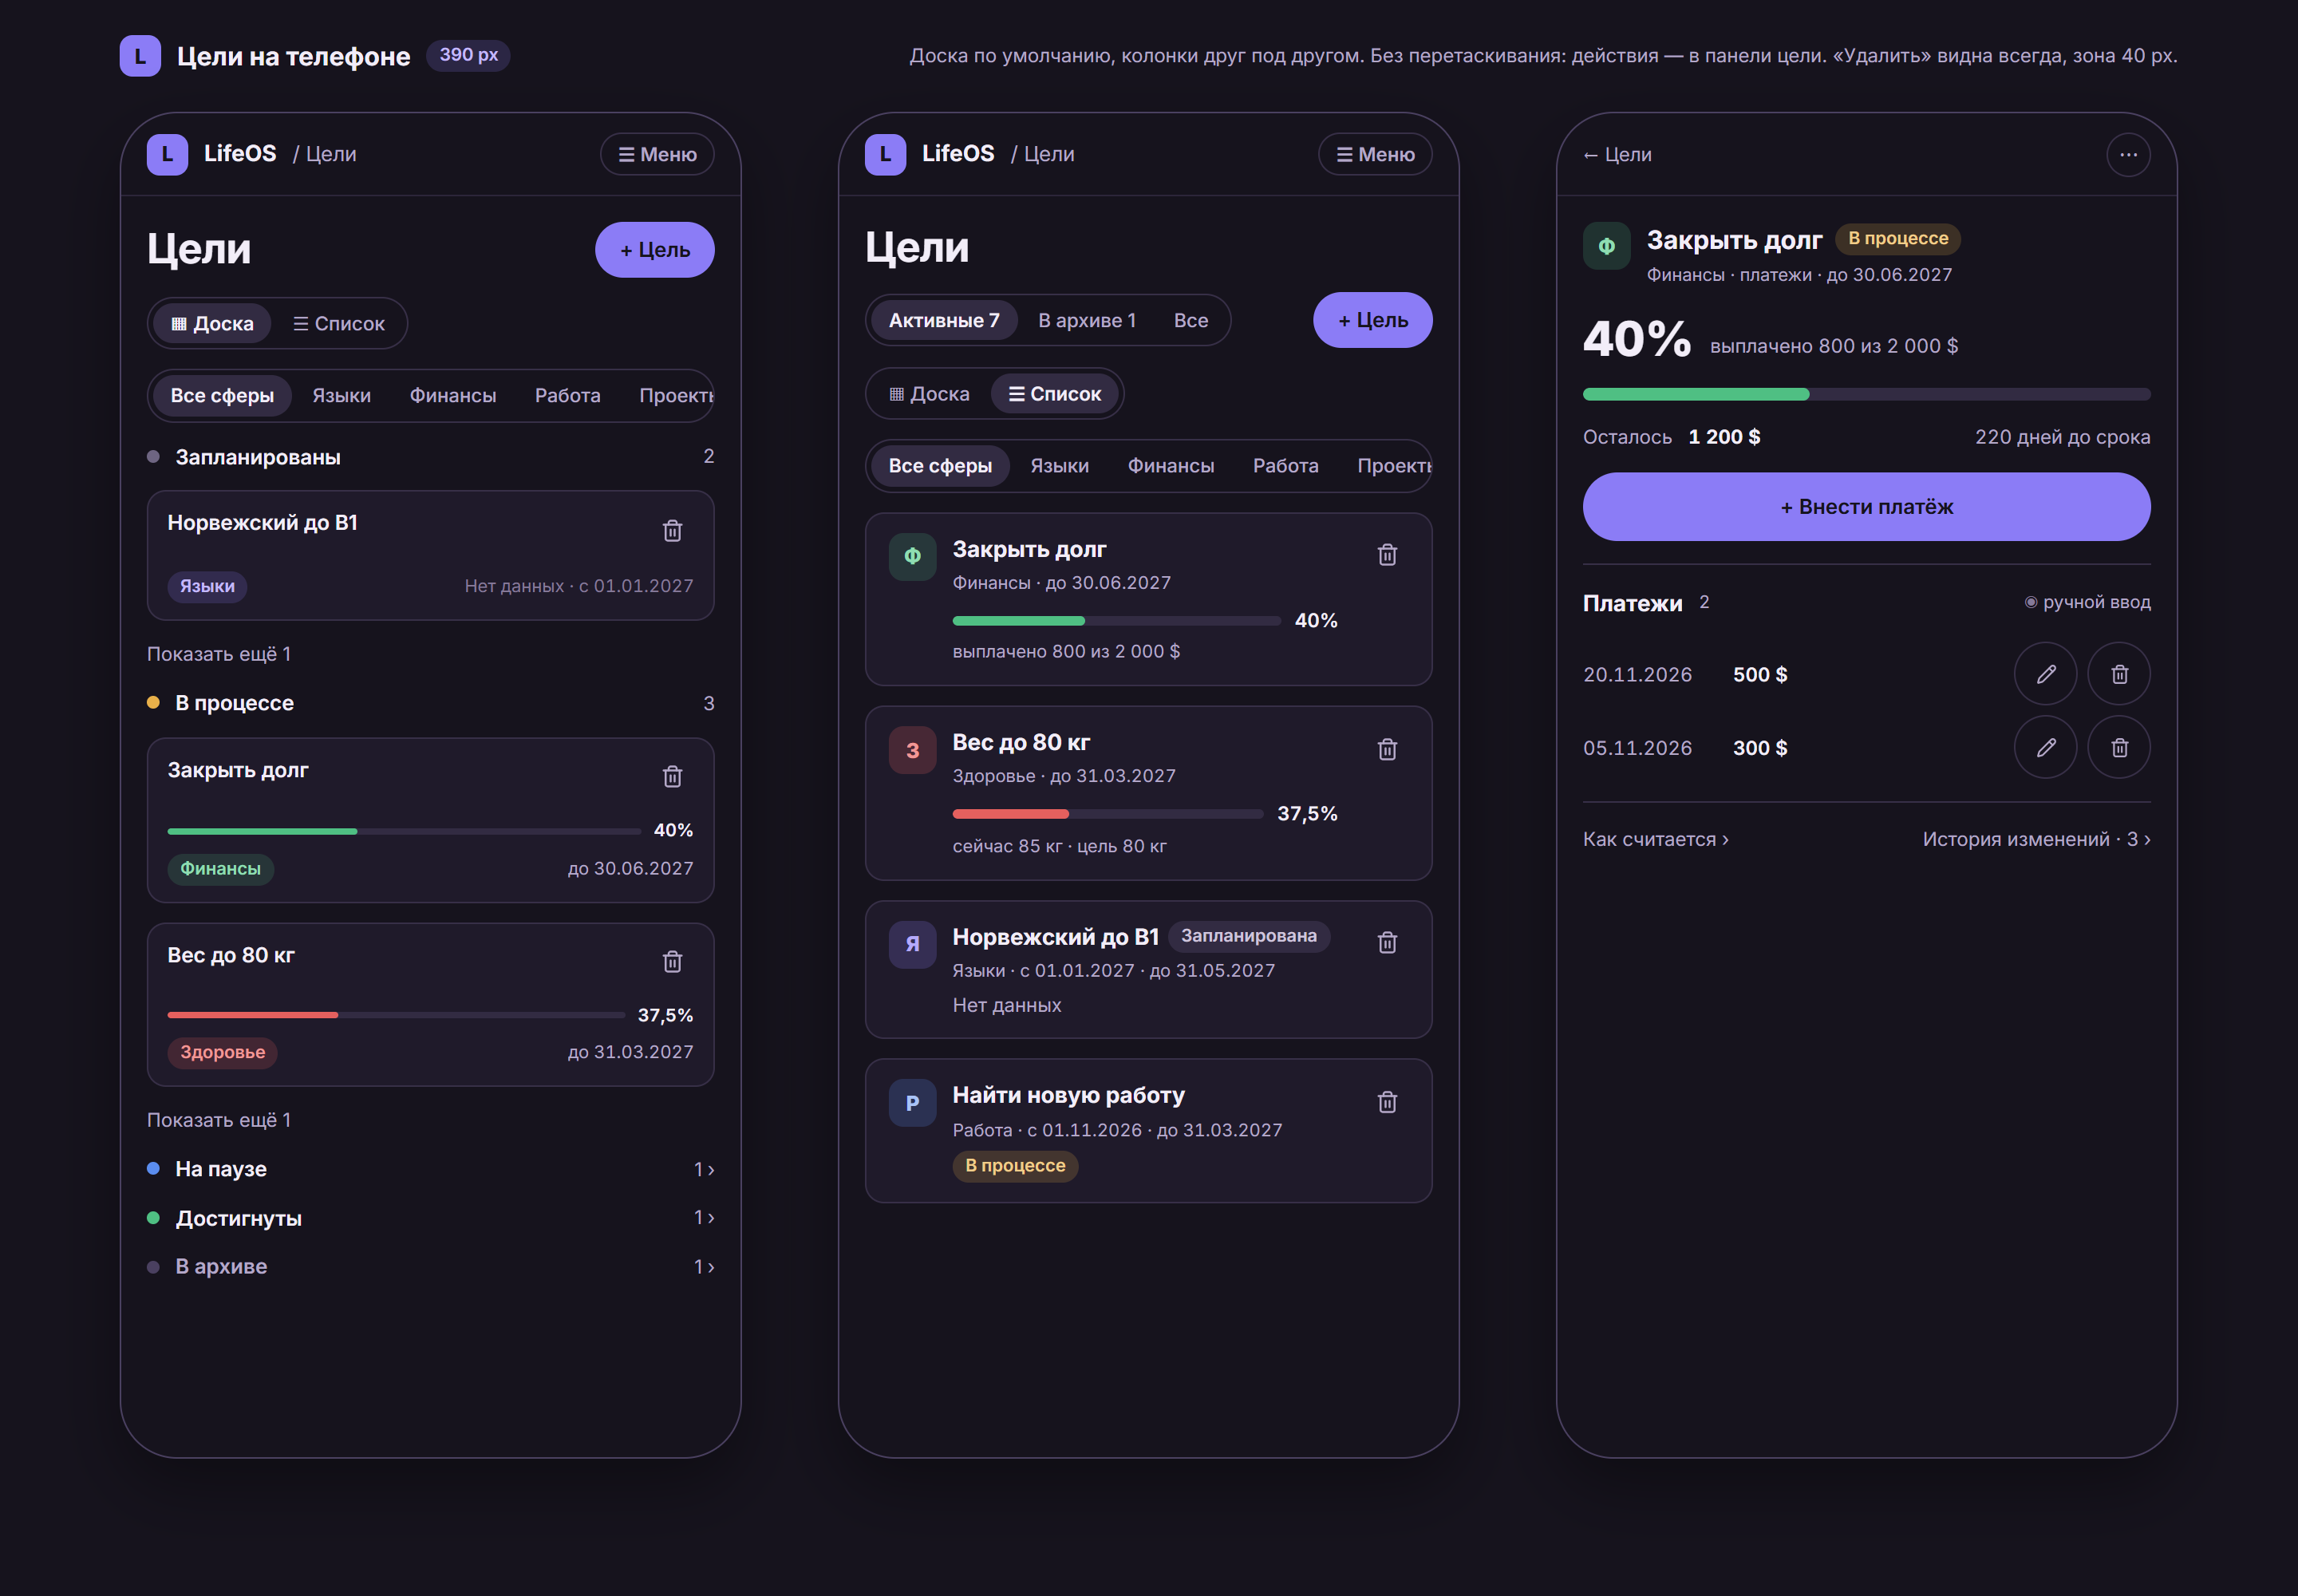 L Цели на телефоне 390 px
Доска по умолчанию, колонки друг под другом. Без перетаскивания: действия — в панели цели. «Удалить» видна всегда, зона 40 px.
L LifeOS / Цели ☰ Меню
Цели + Цель
▦ Доска ☰ Список
Все сферы Языки Финансы Работа Проекты
Запланированы 2
Норвежский до B1
Языки Нет данных · с 01.01.2027
Показать ещё 1
В процессе 3
Закрыть долг
40%
Финансы до 30.06.2027
Вес до 80 кг
37,5%
Здоровье до 31.03.2027
Показать ещё 1
На паузе 1 ›
Достигнуты 1 ›
В архиве 1 ›
L LifeOS / Цели ☰ Меню
Цели
Активные 7 В архиве 1 Все + Цель
▦ Доска ☰ Список
Все сферы Языки Финансы Работа Проекты
Ф Закрыть долг
Финансы · до 30.06.2027
40%
выплачено 800 из 2 000 $
З Вес до 80 кг
Здоровье · до 31.03.2027
37,5%
сейчас 85 кг · цель 80 кг
Я Норвежский до B1 Запланирована
Языки · с 01.01.2027 · до 31.05.2027
Нет данных
Р Найти новую работу
Работа · с 01.11.2026 · до 31.03.2027
В процессе
← Цели ⋯
Ф Закрыть долг В процессе
Финансы · платежи · до 30.06.2027
40% выплачено 800 из 2 000 $
Осталось 1 200 $ 220 дней до срока
+ Внести платёж
Платежи 2 ◉ ручной ввод
20.11.2026 500 $
05.11.2026 300 $
Как считается › История изменений · 3 ›